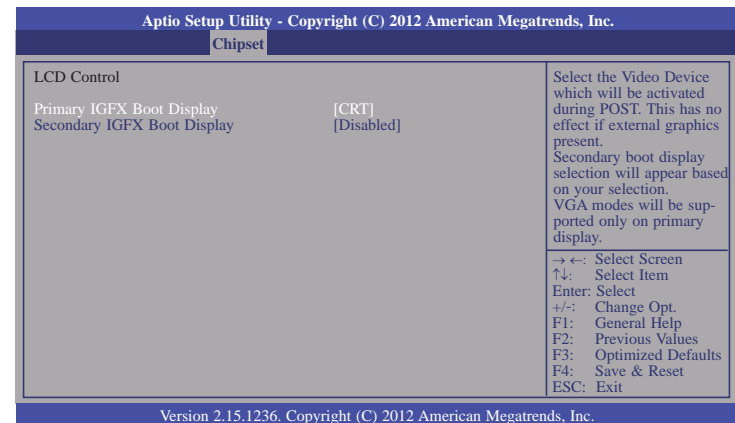 Aptio Setup Utility - Copyright (C) 2012 American Megatrends, Inc.
Chipset
LCD Control
Primary IGFX Boot Display [CRT]
Secondary IGFX Boot Display [Disabled]
Select the Video Device
which will be activated
during POST. This has no
effect if external graphics
present.
Secondary boot display
selection will appear based
on your selection.
VGA modes will be sup-
ported only on primary
display.
→ ←: Select Screen
↑↓: Select Item
Enter: Select
+/-: Change Opt.
F1: General Help
F2: Previous Values
F3: Optimized Defaults
F4: Save & Reset
ESC: Exit
Version 2.15.1236. Copyright (C) 2012 American Megatrends, Inc.